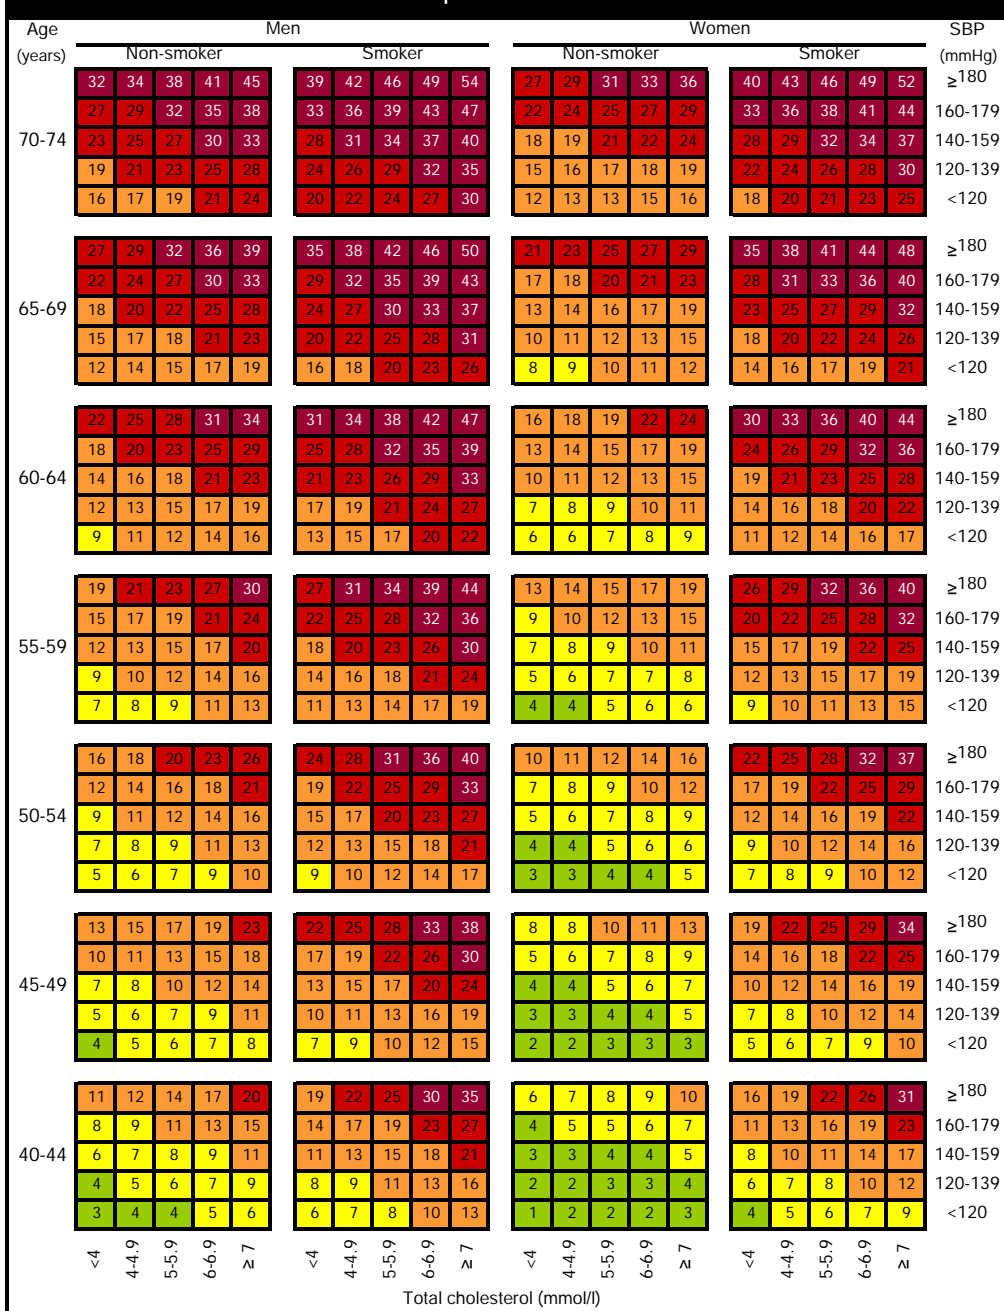 Age Men Women SBP
(years) Non-smoker Smoker Non-smoker Smoker (mmHg)
32 34 38 41 45 39 42 46 49 54 27 29 31 33 36 40 43 46 49 52 ≥180
27 29 32 35 38 33 36 39 43 47 22 24 25 27 29 33 36 38 41 44 160-179
70-74 23 25 27 30 33 28 31 34 37 40 18 19 21 22 24 28 29 32 34 37 140-159
19 21 23 25 28 24 26 29 32 35 15 16 17 18 19 22 24 26 28 30 120-139
16 17 19 21 24 20 22 24 27 30 12 13 13 15 16 18 20 21 23 25 <120
27 29 32 36 39 35 38 42 46 50 21 23 25 27 29 35 38 41 44 48 ≥180
22 24 27 30 33 29 32 35 39 43 17 18 20 21 23 28 31 33 36 40 160-179
65-69 18 20 22 25 28 24 27 30 33 37 13 14 16 17 19 23 25 27 29 32 140-159
15 17 18 21 23 20 22 25 28 31 10 11 12 13 15 18 20 22 24 26 120-139
12 14 15 17 19 16 18 20 23 26 8 9 10 11 12 14 16 17 19 21 <120
22 25 28 31 34 31 34 38 42 47 16 18 19 22 24 30 33 36 40 44 ≥180
18 20 23 25 29 25 28 32 35 39 13 14 15 17 19 24 26 29 32 36 160-179
60-64 14 16 18 21 23 21 23 26 29 33 10 11 12 13 15 19 21 23 25 28 140-159
12 13 15 17 19 17 19 21 24 27 7 8 9 10 11 14 16 18 20 22 120-139
9 11 12 14 16 13 15 17 20 22 6 6 7 8 9 11 12 14 16 17 <120
19 21 23 27 30 27 31 34 39 44 13 14 15 17 19 26 29 32 36 40 ≥180
15 17 19 21 24 22 25 28 32 36 9 10 12 13 15 20 22 25 28 32 160-179
55-59 12 13 15 17 20 18 20 23 26 30 7 8 9 10 11 15 17 19 22 25 140-159
9 10 12 14 16 14 16 18 21 24 5 6 7 7 8 12 13 15 17 19 120-139
7 8 9 11 13 11 13 14 17 19 4 4 5 6 6 9 10 11 13 15 <120
16 18 20 23 26 24 28 31 36 40 10 11 12 14 16 22 25 28 32 37 ≥180
12 14 16 18 21 19 22 25 29 33 7 8 9 10 12 17 19 22 25 29 160-179
50-54 9 11 12 14 16 15 17 20 23 27 5 6 7 8 9 12 14 16 19 22 140-159
7 8 9 11 13 12 13 15 18 21 4 4 5 6 6 9 10 12 14 16 120-139
5 6 7 9 10 9 10 12 14 17 3 3 4 4 5 7 8 9 10 12 <120
13 15 17 19 23 22 25 28 33 38 8 8 10 11 13 19 22 25 29 34 ≥180
10 11 13 15 18 17 19 22 26 30 5 6 7 8 9 14 16 18 22 25 160-179
45-49 7 8 10 12 14 13 15 17 20 24 4 4 5 6 7 10 12 14 16 19 140-159
5 6 7 9 11 10 11 13 16 19 3 3 4 4 5 7 8 10 12 14 120-139
4 5 6 7 8 7 9 10 12 15 2 2 3 3 3 5 6 7 9 10 <120
11 12 14 17 20 19 22 25 30 35 6 7 8 9 10 16 19 22 26 31 ≥180
8 9 11 13 15 14 17 19 23 27 4 5 5 6 7 11 13 16 19 23 160-179
40-44 6 7 8 9 11 11 13 15 18 21 3 3 4 4 5 8 10 11 14 17 140-159
4 5 6 7 9 8 9 11 13 16 2 2 3 3 4 6 7 8 10 12 120-139
3 4 4 5 6 6 7 8 10 13 1 2 2 2 3 4 5 6 7 9 <120
<4 4-4.9 5-5.9 6-6.9 ≥ 7 <4 4-4.9 5-5.9 6-6.9 ≥ 7 <4 4-4.9 5-5.9 6-6.9 ≥ 7 <4 4-4.9 5-5.9 6-6.9 ≥ 7
Total cholesterol (mmol/l)